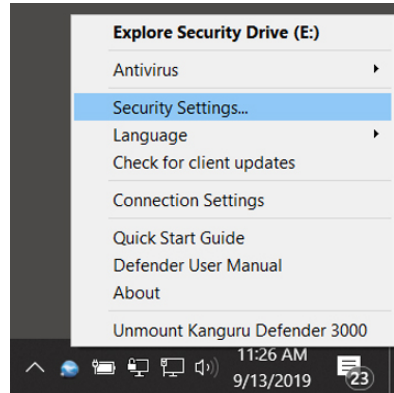 Explore Security Drive (E:)
Antivirus
Security Settings...
Language
Check for client updates
Connection Settings
Quick Start Guide
Defender User Manual
About
Unmount Kanguru Defender 3000
11:26 AM
9/13/2019
23